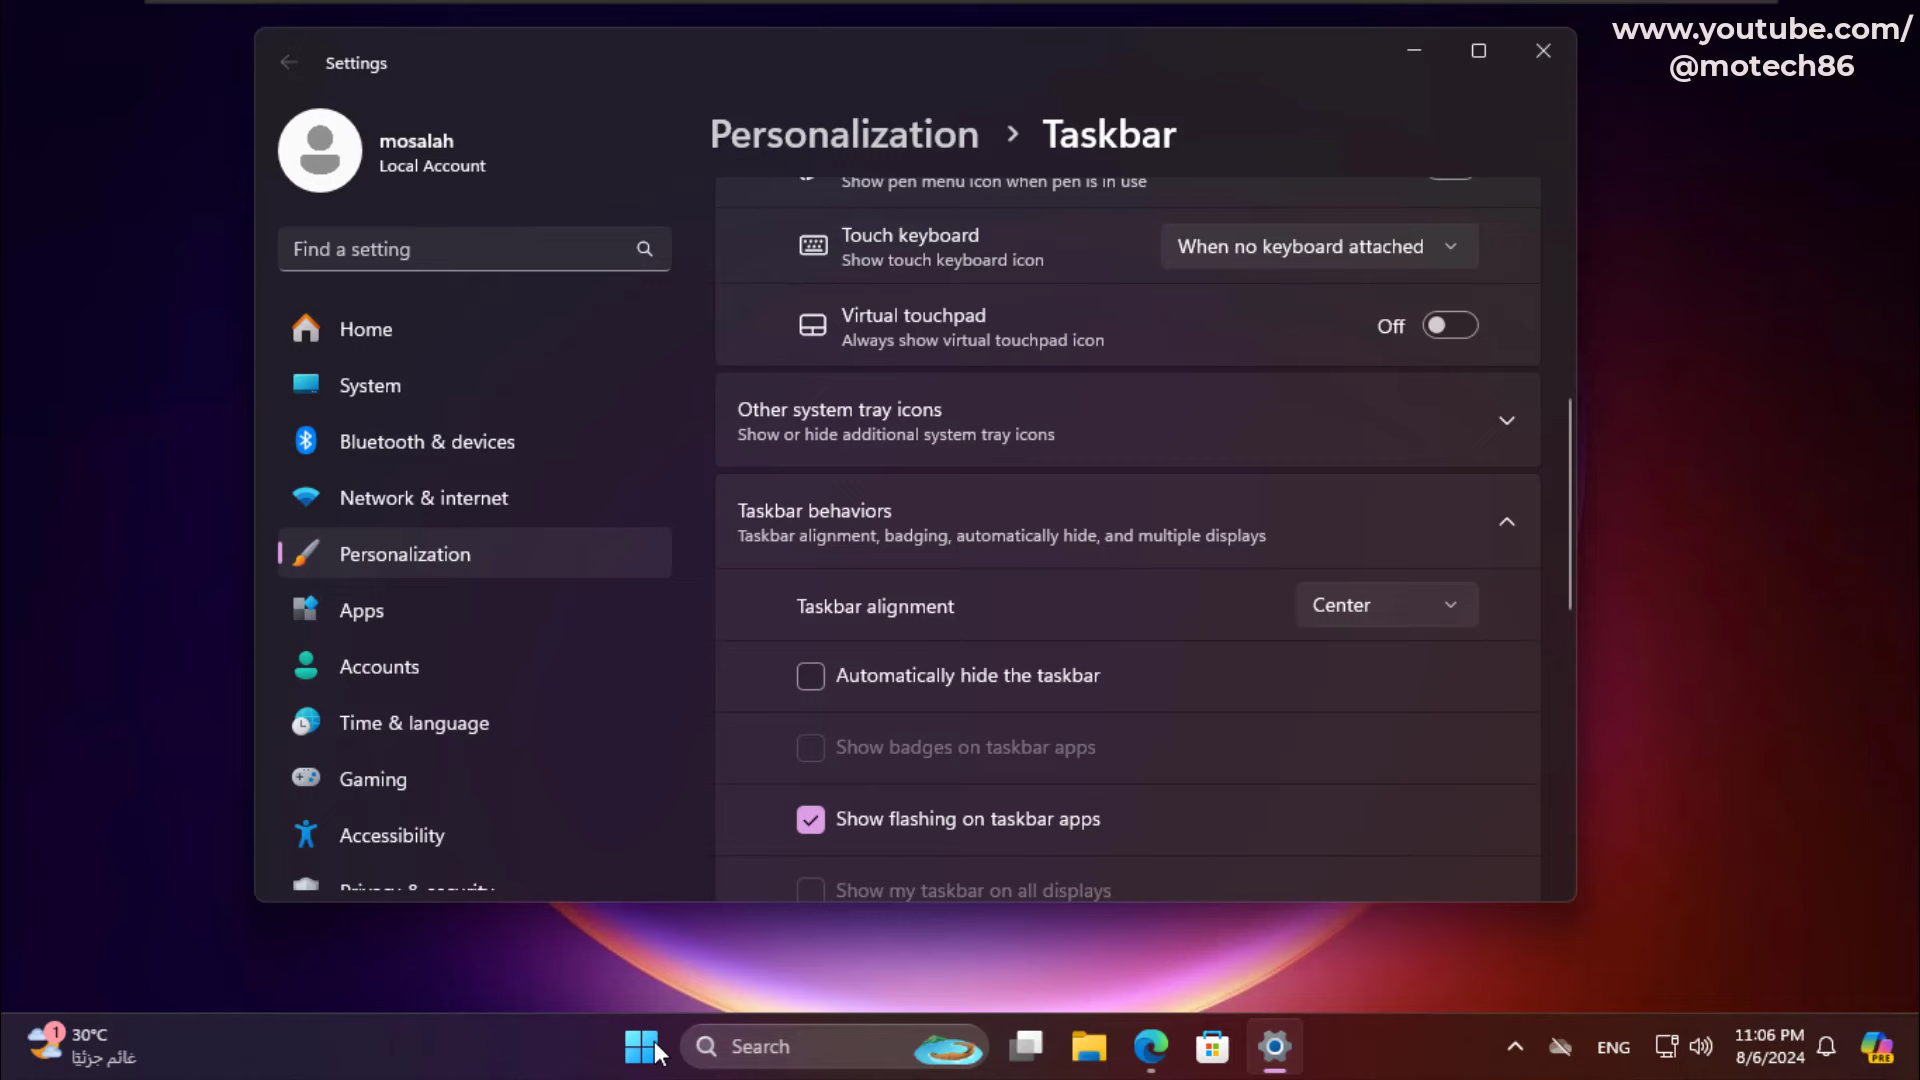 www.youtube.com/
@motech86
Settings
mosalah
Local Account
Find a setting
Home
System
Bluetooth & devices
Network & internet
Personalization
Apps
Accounts
Time & language
Gaming
Accessibility
Privacy & security
Personalization > Taskbar
Show pen menu icon when pen is in use
Touch keyboard
Show touch keyboard icon
When no keyboard attached
Virtual touchpad
Always show virtual touchpad icon
Off
Other system tray icons
Show or hide additional system tray icons
Taskbar behaviors
Taskbar alignment, badging, automatically hide, and multiple displays
Taskbar alignment
Center
Automatically hide the taskbar
Show badges on taskbar apps
Show flashing on taskbar apps
Show my taskbar on all displays
1
30°C
غائم جزئيًا
Search
ENG
11:06 PM
8/6/2024
PRE